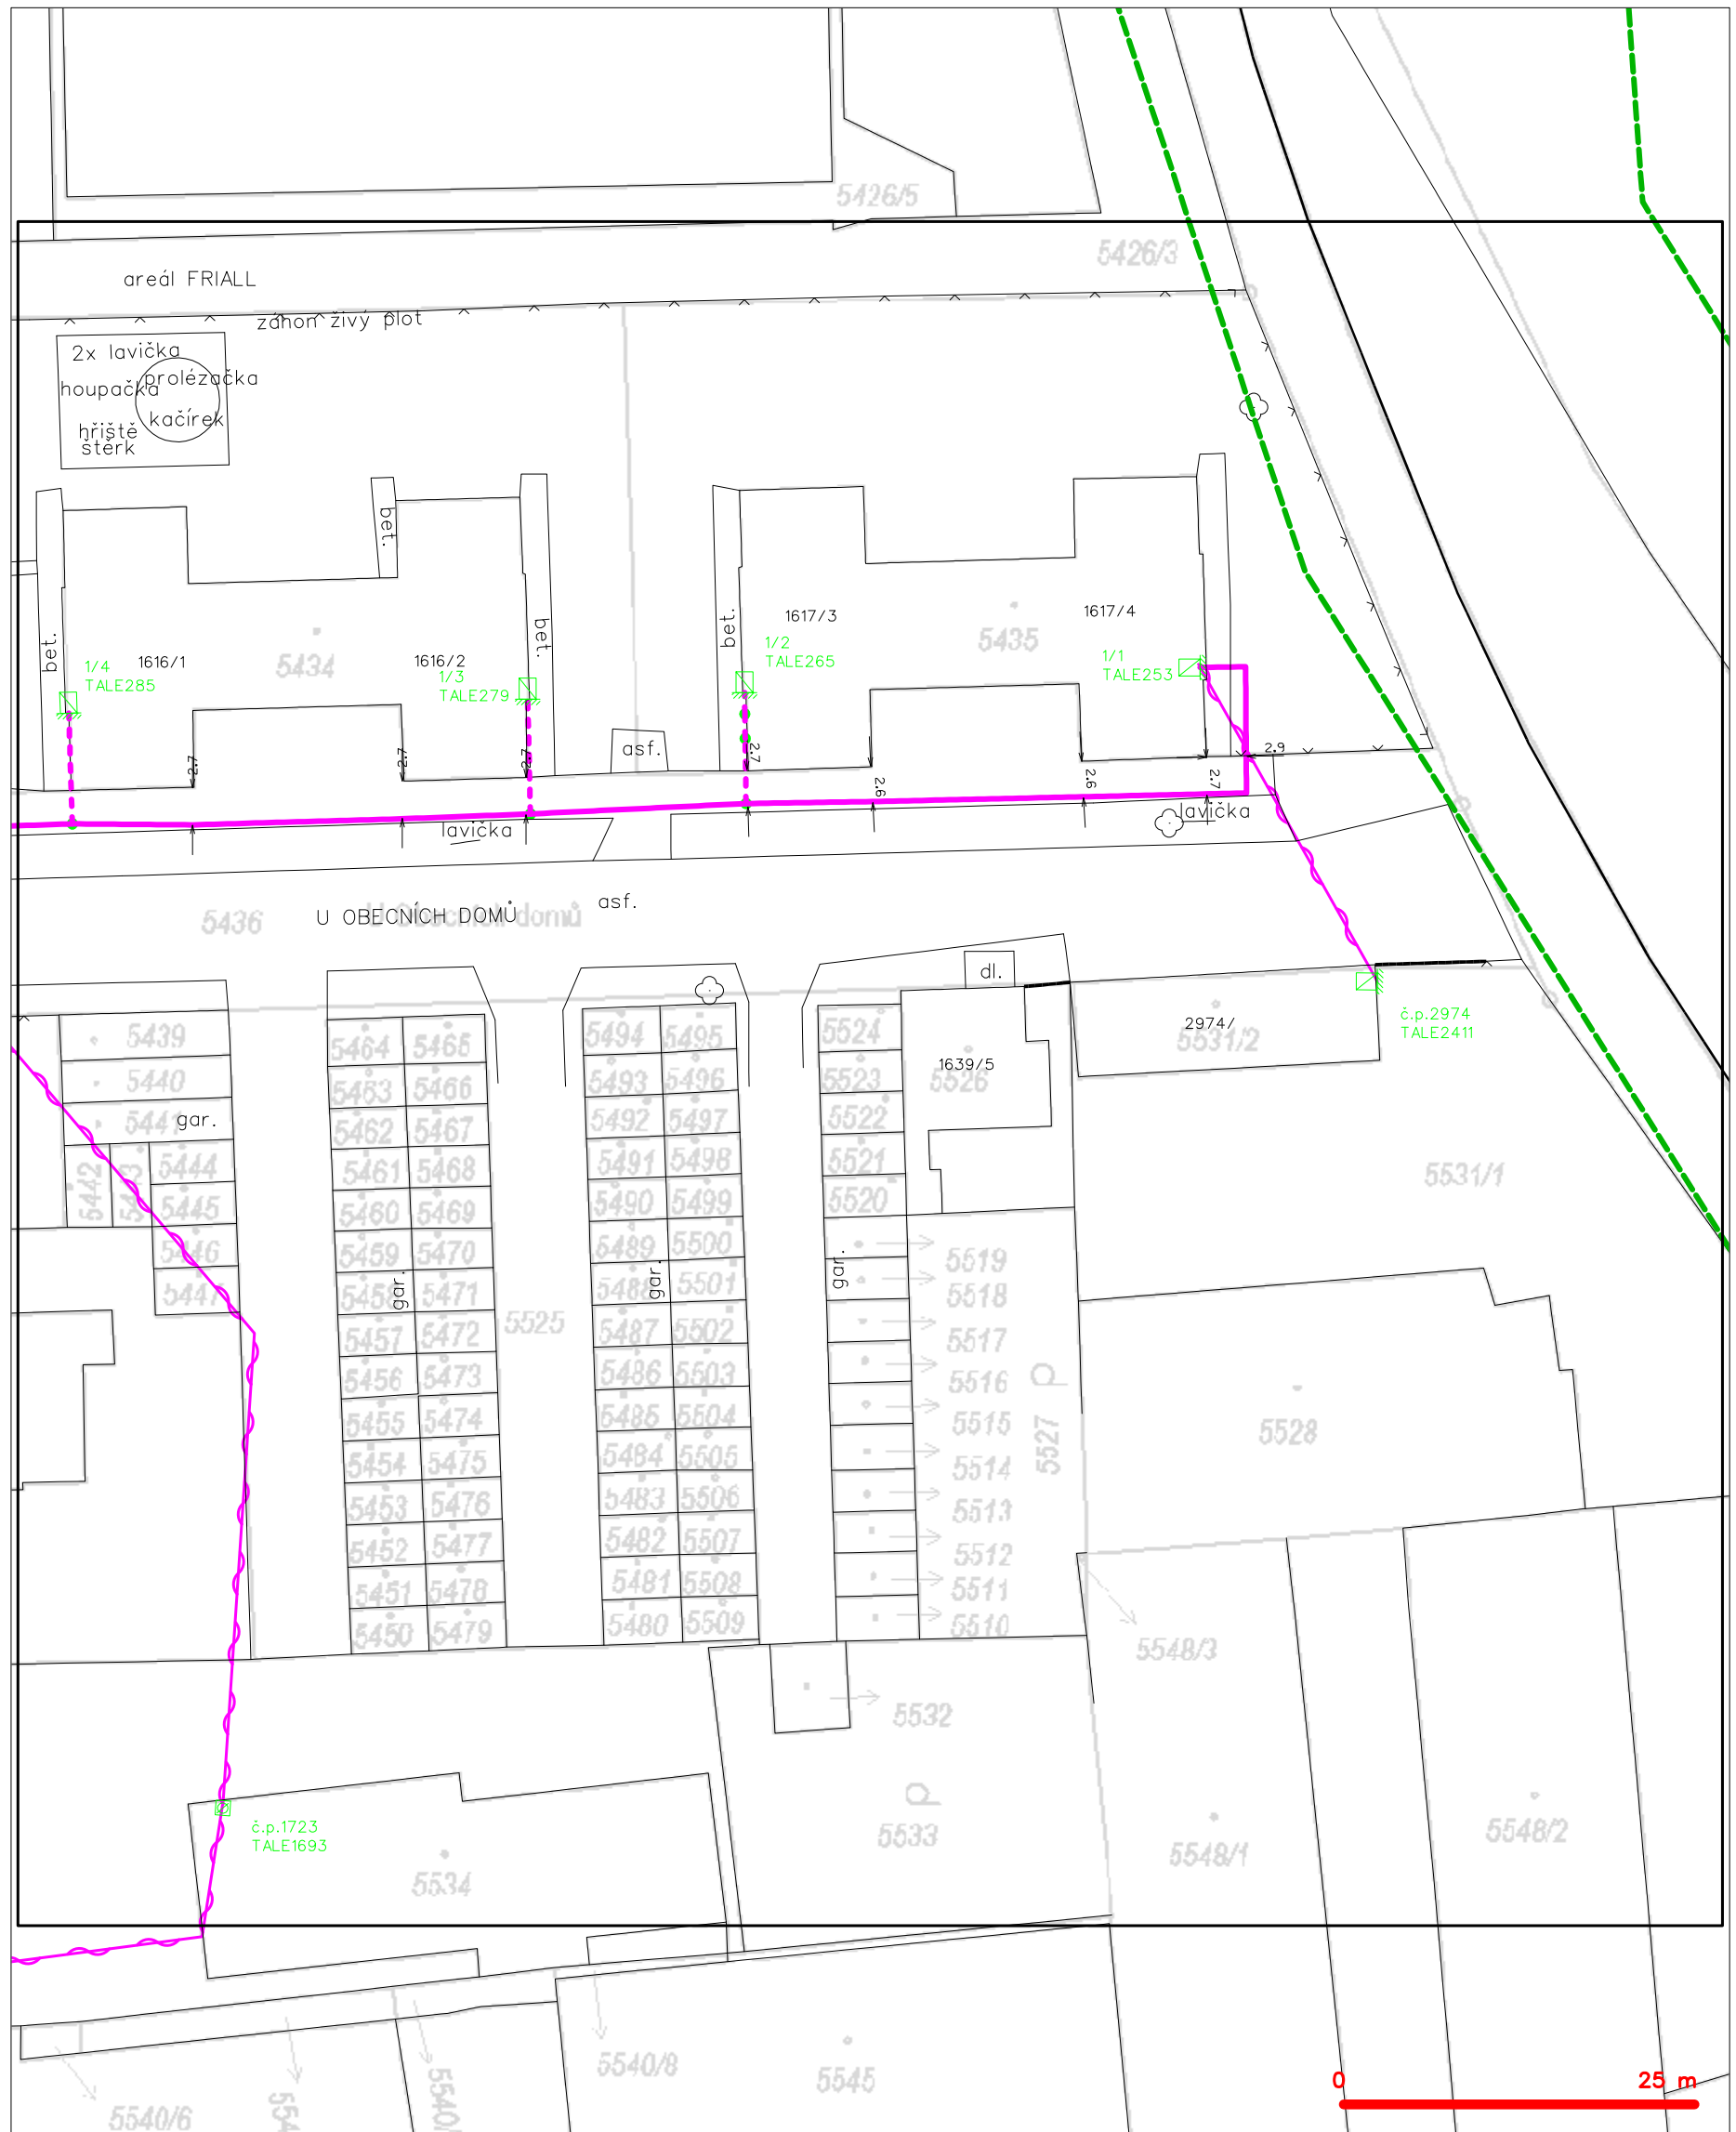 5426/5
5426/3
areál FRIALL
záhon živý plot
2x lavička
prolézačka
houpačka
kačírek
hřiště
štěrk
bet.
bet.
bet.
bet.
1617/3
1617/4
5434
5435
1616/1
1616/2
1/4
TALE285
1/3
TALE279
1/2
TALE265
1/1
TALE253
asf.
2.7
2.7
2.7
2.7
2.6
2.6
2.7
2.9
lavička
lavička
asf.
5436
U OBECNÍCH DOMŮ
U Obecních domů
dl.
č.p.2974
TALE2411
2974/
5531/2
1639/5
5526
5531/1
5439
5440
5441
gar.
5442
5443
5444
5445
5446
5447
5464 5465
5463 5466
5462 5467
5461 5468
5460 5469
5459 5470
5458 5471
5457 5472
5456 5473
5455 5474
5454 5475
5453 5476
5452 5477
5451 5478
5450 5479
gar.
5525
5494 5495
5493 5496
5492 5497
5491 5498
5490 5499
5489 5500
5488 5501
5487 5502
5486 5503
5485 5504
5484 5505
5483 5506
5482 5507
5481 5508
5480 5509
gar.
5524
5523
5522
5521
5520
gar.
5519
5518
5517
5516
5515
5514
5513
5512
5511
5510
5527
5528
5548/3
5532
5533
5548/1
5548/2
č.p.1723
TALE1693
5534
5540/8
5545
5540/6
5540/
0 25 m